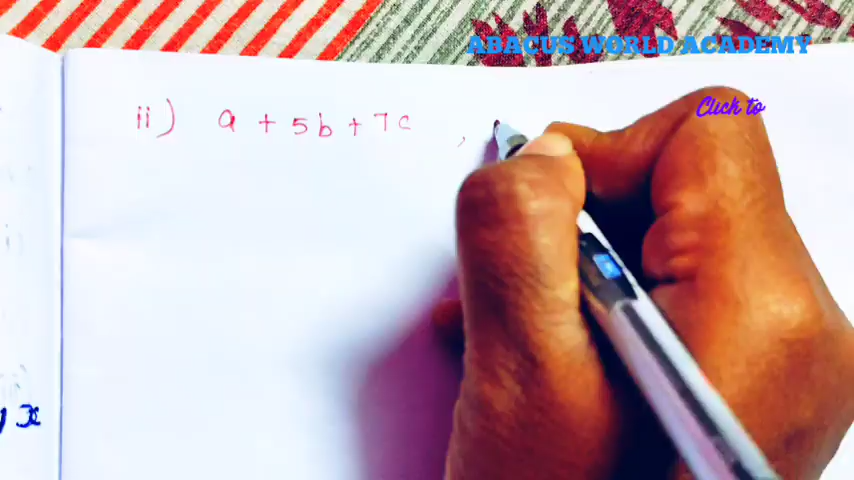 ABACUS WORLD ACADEMY
Click to
ii) a + 5b + 7c ,
x